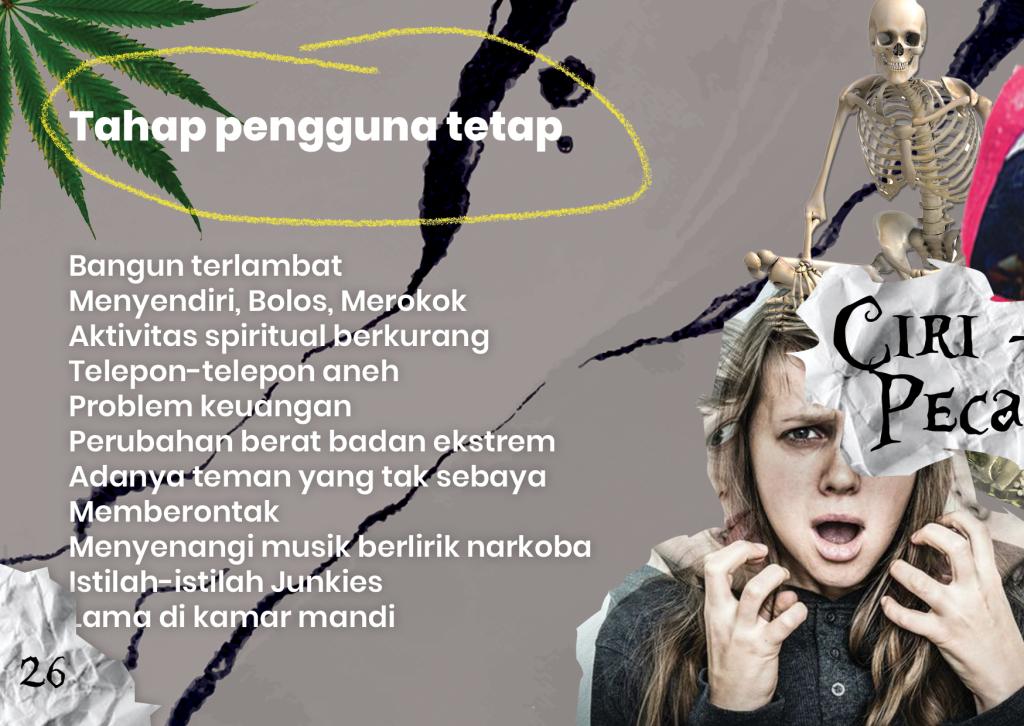 Tahap pengguna tetap
Bangun terlambat
Menyendiri, Bolos, Merokok
Aktivitas spiritual berkurang
Telepon-telepon aneh
Problem keuangan
Perubahan berat badan ekstrem
Adanya teman yang tak sebaya
Memberontak
Menyenangi musik berlirik narkoba
Istilah-istilah Junkies
Lama di kamar mandi
CIRI -
PECA
26